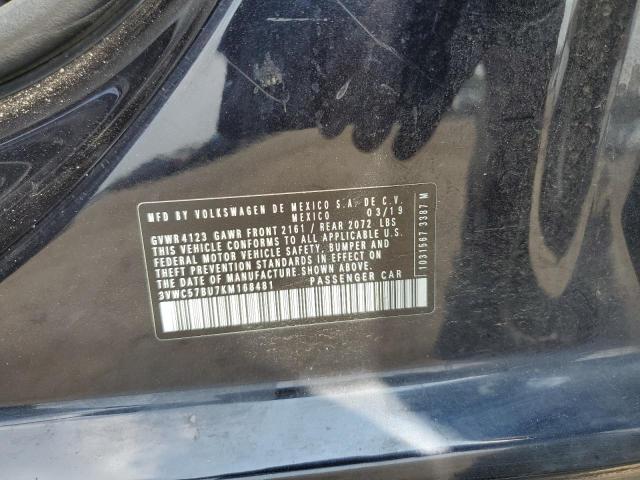 MFD BY VOLKSWAGEN DE MEXICO S.A. DE C.V.
MEXICO 03/19
GVWR 4123 GAWR FRONT 2161 / REAR 2072 LBS
THIS VEHICLE CONFORMS TO ALL APPLICABLE U.S.
FEDERAL MOTOR VEHICLE SAFETY, BUMPER AND
THEFT PREVENTION STANDARDS IN EFFECT ON
THE DATE OF MANUFACTURE SHOWN ABOVE.
3VWC57BU7KM168481 PASSENGER CAR
1031567 3387 M